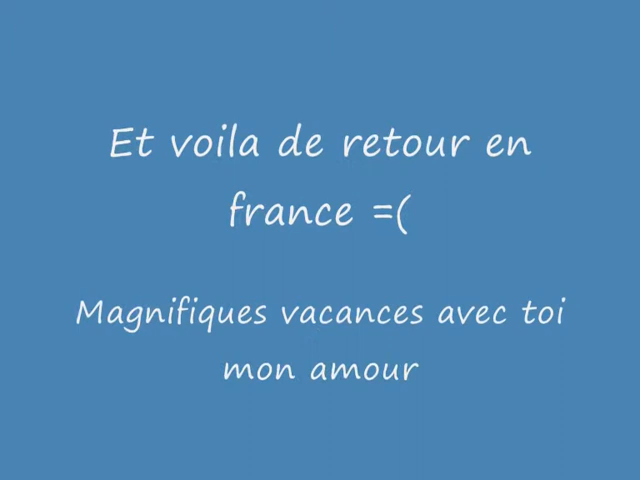 Et voila de retour en
france =(
Magnifiques vacances avec toi
mon amour